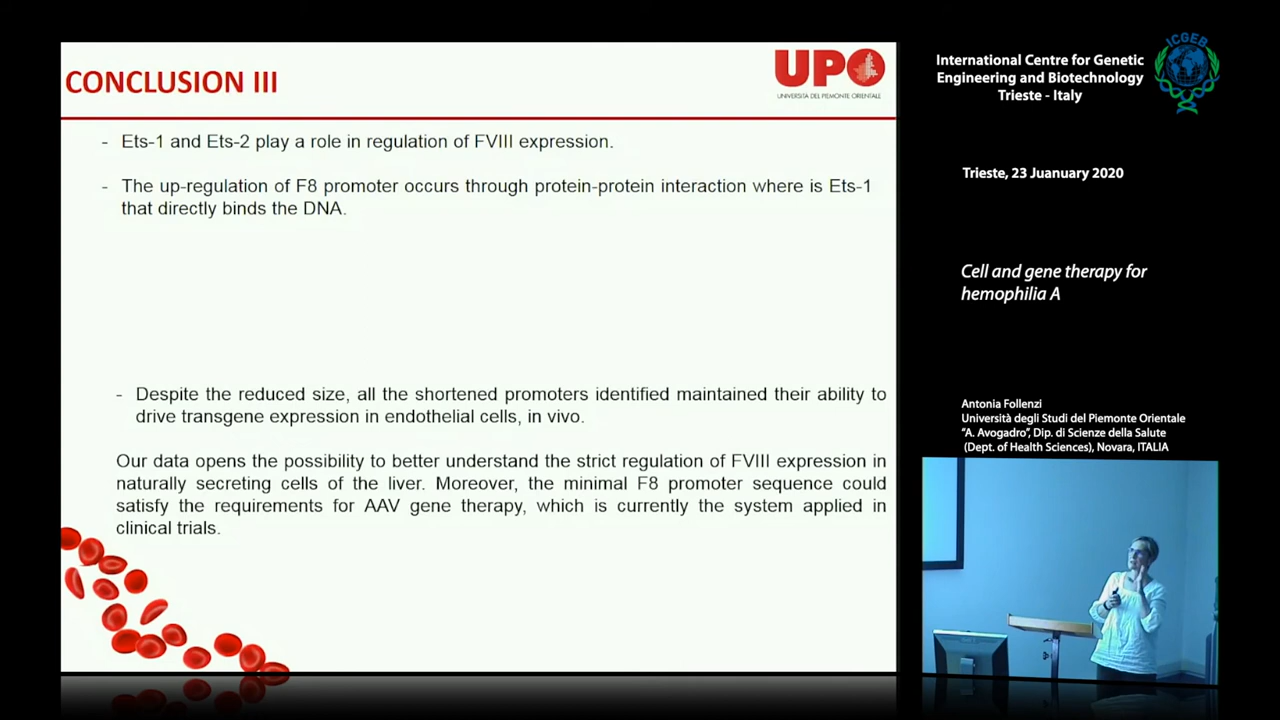 CONCLUSION III
UPO
UNIVERSITÀ DEL PIEMONTE ORIENTALE
- Ets-1 and Ets-2 play a role in regulation of FVIII expression.
- The up-regulation of F8 promoter occurs through protein-protein interaction where is Ets-1
that directly binds the DNA.
- Despite the reduced size, all the shortened promoters identified maintained their ability to
drive transgene expression in endothelial cells, in vivo.
Our data opens the possibility to better understand the strict regulation of FVIII expression in
naturally secreting cells of the liver. Moreover, the minimal F8 promoter sequence could
satisfy the requirements for AAV gene therapy, which is currently the system applied in
clinical trials.
International Centre for Genetic
Engineering and Biotechnology
Trieste - Italy
ICGEB
Trieste, 23 Juanuary 2020
Cell and gene therapy for
hemophilia A
Antonia Follenzi
Università degli Studi del Piemonte Orientale
“A. Avogadro”, Dip. di Scienze della Salute
(Dept. of Health Sciences), Novara, ITALIA